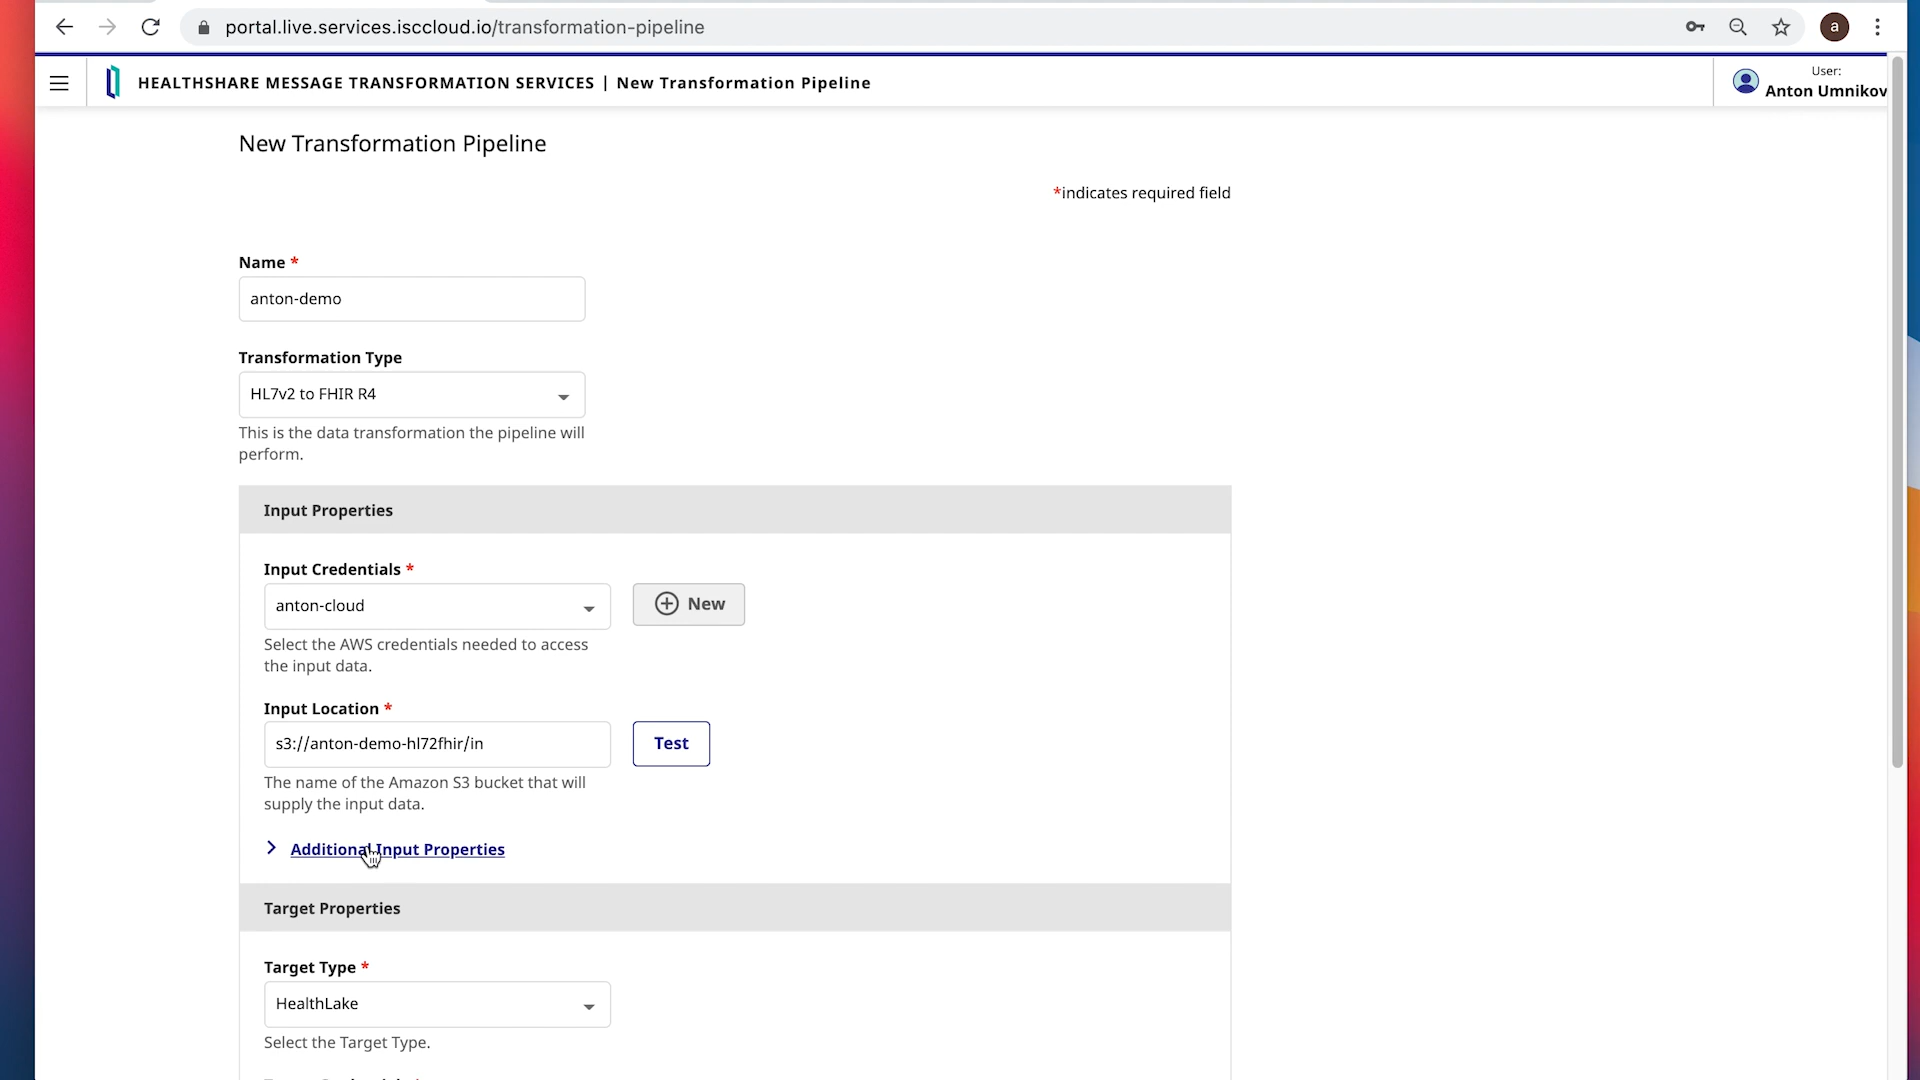 portal.live.services.isccloud.io/transformation-pipeline
a
HEALTHSHARE MESSAGE TRANSFORMATION SERVICES | New Transformation Pipeline
User:
Anton Umnikov
New Transformation Pipeline
*indicates required field
Name *
anton-demo
Transformation Type
HL7v2 to FHIR R4
This is the data transformation the pipeline will
perform.
Input Properties
Input Credentials *
anton-cloud
New
Select the AWS credentials needed to access
the input data.
Input Location *
s3://anton-demo-hl72fhir/in
Test
The name of the Amazon S3 bucket that will
supply the input data.
Additional Input Properties
Target Properties
Target Type *
HealthLake
Select the Target Type.